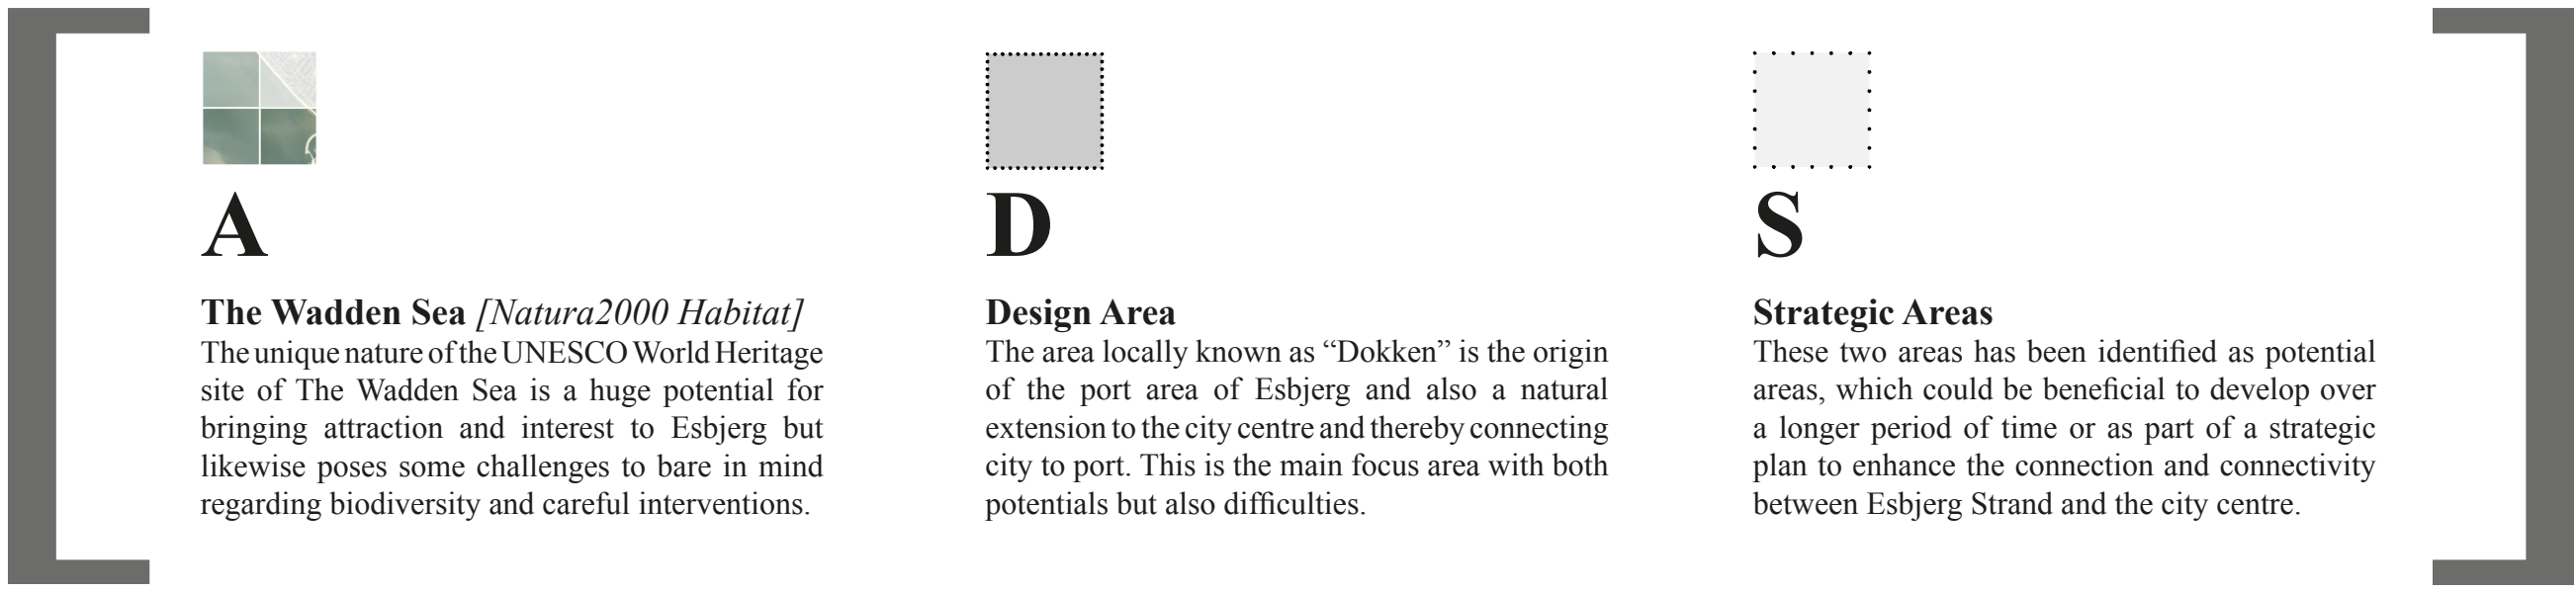 A
The Wadden Sea [Natura2000 Habitat]
The unique nature of the UNESCO World Heritage
site of The Wadden Sea is a huge potential for
bringing attraction and interest to Esbjerg but
likewise poses some challenges to bare in mind
regarding biodiversity and careful interventions.
D
Design Area
The area locally known as “Dokken” is the origin
of the port area of Esbjerg and also a natural
extension to the city centre and thereby connecting
city to port. This is the main focus area with both
potentials but also difficulties.
S
Strategic Areas
These two areas has been identified as potential
areas, which could be beneficial to develop over
a longer period of time or as part of a strategic
plan to enhance the connection and connectivity
between Esbjerg Strand and the city centre.